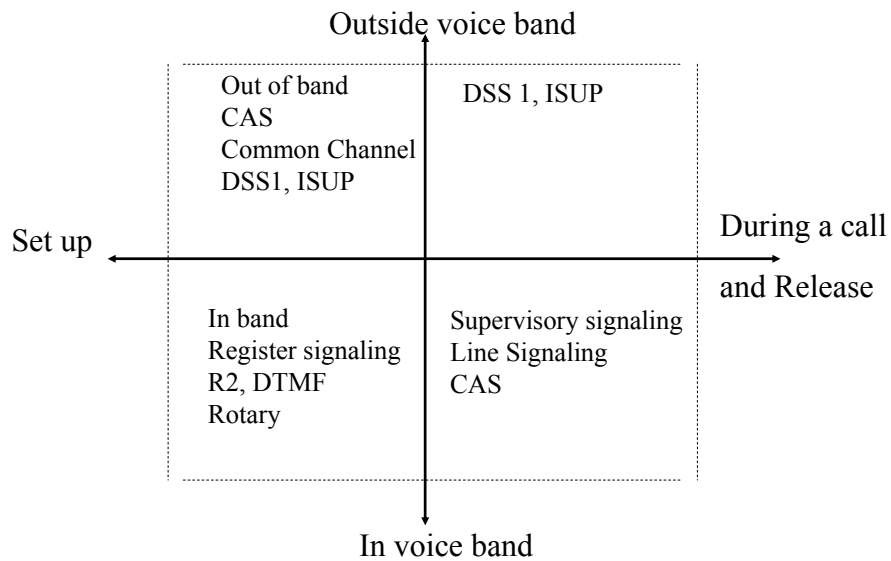 Outside voice band
Out of band
CAS
Common Channel
DSS1, ISUP
DSS 1, ISUP
Set up
During a call
and Release
In band
Register signaling
R2, DTMF
Rotary
Supervisory signaling
Line Signaling
CAS
In voice band